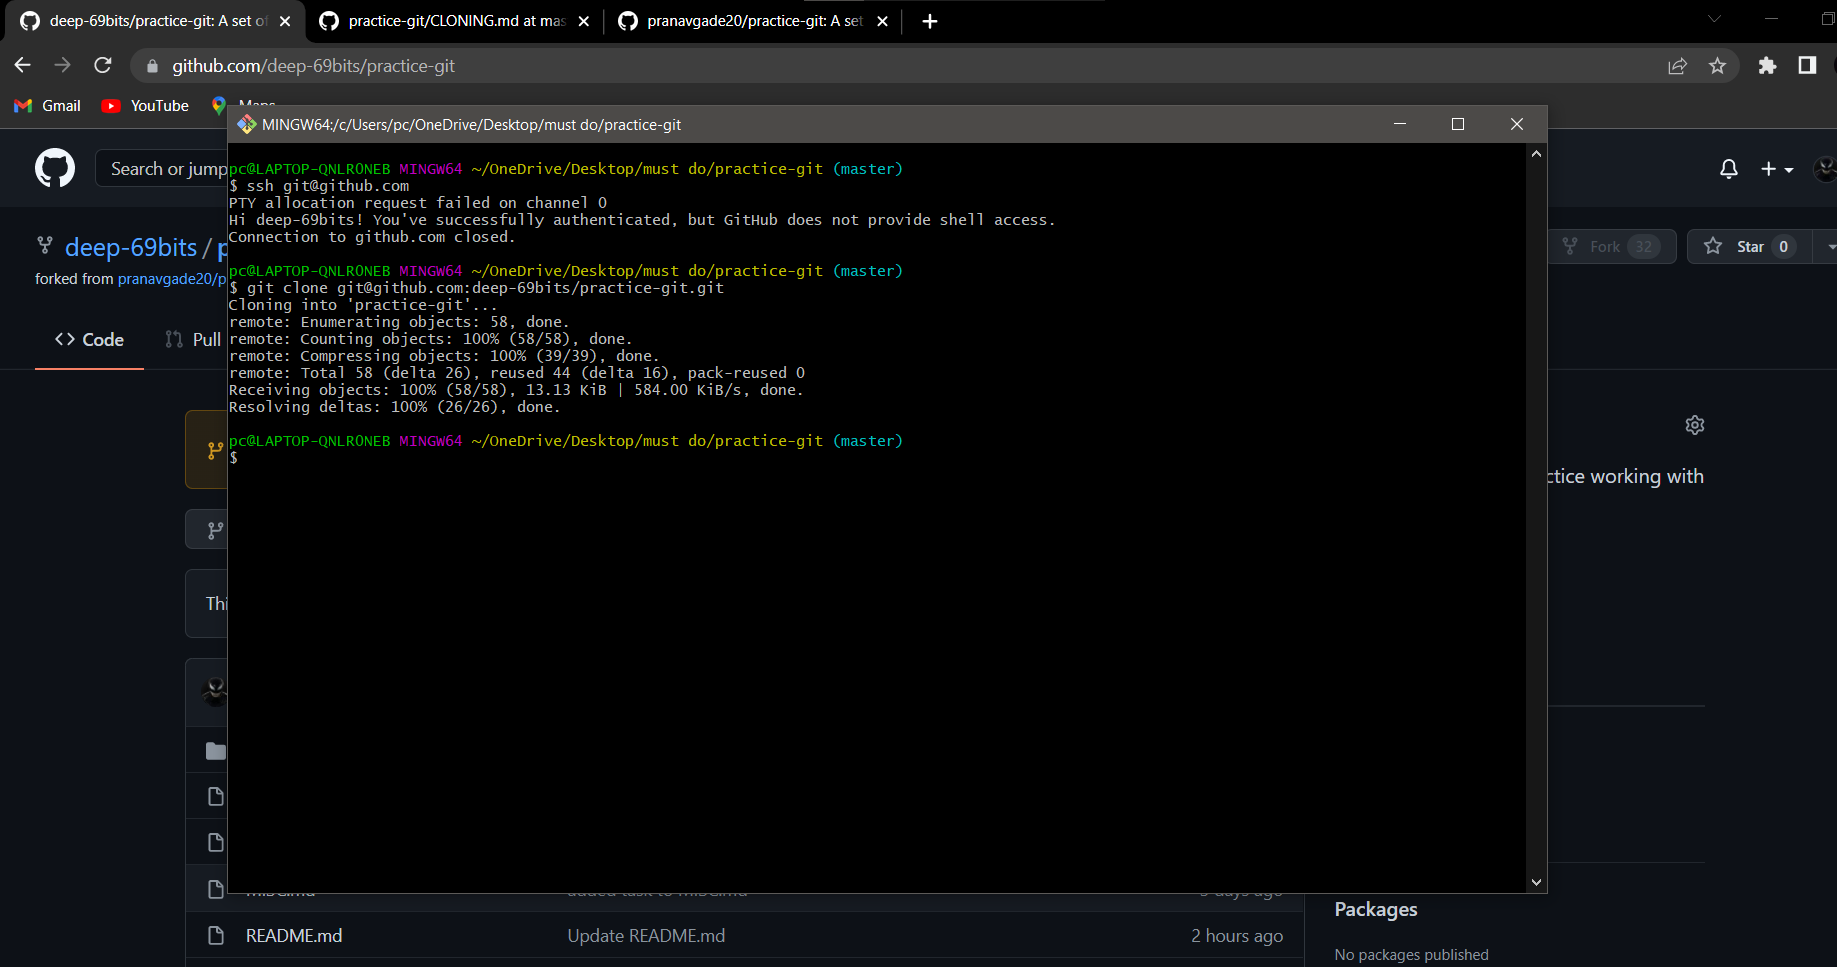 deep-69bits/practice-git: A set of
practice-git/CLONING.md at mas
pranavgade20/practice-git: A set
github.com/deep-69bits/practice-git
Gmail
YouTube
Maps
MINGW64:/c/Users/pc/OneDrive/Desktop/must do/practice-git
Search or jump
pc@LAPTOP-QNLR0NEB MINGW64 ~/OneDrive/Desktop/must do/practice-git (master)
$ ssh git@github.com
PTY allocation request failed on channel 0
Hi deep-69bits! You've successfully authenticated, but GitHub does not provide shell access.
Connection to github.com closed.
pc@LAPTOP-QNLR0NEB MINGW64 ~/OneDrive/Desktop/must do/practice-git (master)
$ git clone git@github.com:deep-69bits/practice-git.git
Cloning into 'practice-git'...
remote: Enumerating objects: 58, done.
remote: Counting objects: 100% (58/58), done.
remote: Compressing objects: 100% (39/39), done.
remote: Total 58 (delta 26), reused 44 (delta 16), pack-reused 0
Receiving objects: 100% (58/58), 13.13 KiB | 584.00 KiB/s, done.
Resolving deltas: 100% (26/26), done.
pc@LAPTOP-QNLR0NEB MINGW64 ~/OneDrive/Desktop/must do/practice-git (master)
$
deep-69bits / p
forked from pranavgade20/p
Fork 32
Star 0
Code
Pull
ctice working with
Thi
README.md
Update README.md
2 hours ago
Packages
No packages published